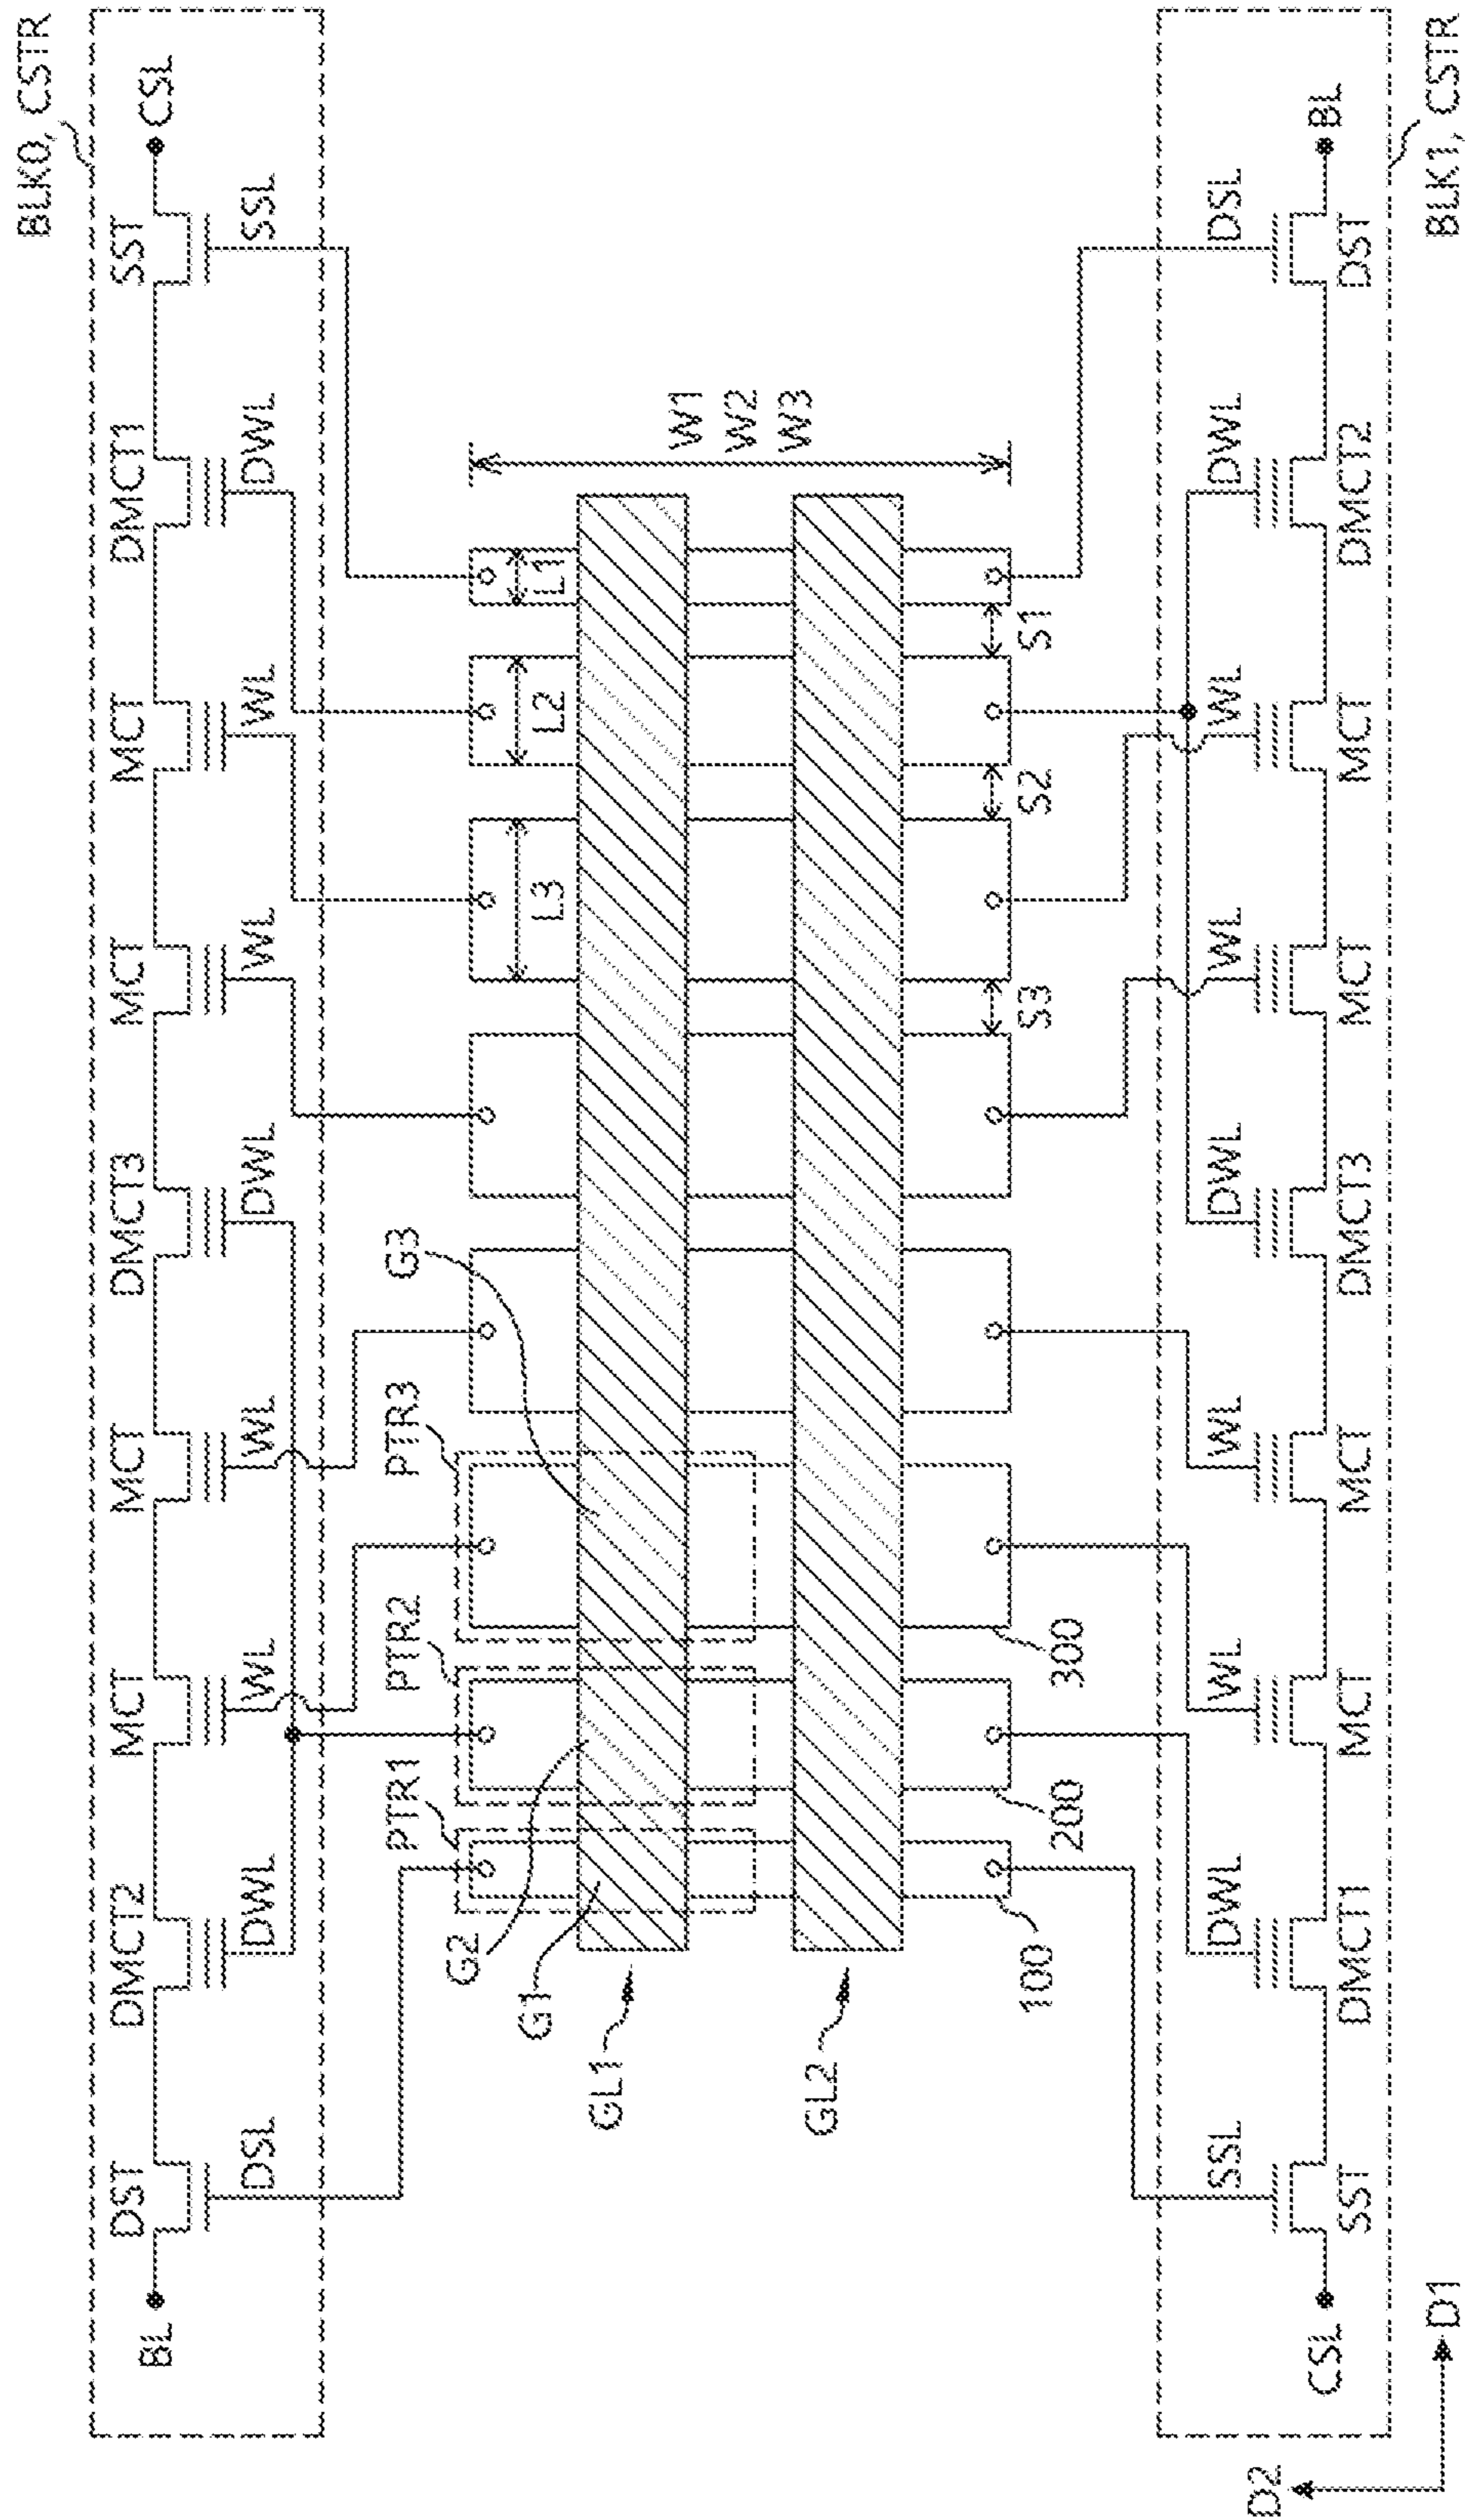 BLK0, CSTR
DST DMCT2 MCT MCT DMCT3 MCT MCT DMCT1 SST
BL CSL
DSL DWL WL WL DWL WL WL DWL SSL
PTR1 PTR2 PTR3 G3
G2
G1 L3 L2 L1
GL1
W1
W2
W3
GL2
100 S3 S2 S1
200 300
SSL DWL WL WL DWL WL WL DWL DSL
CSL BL
SST DMCT1 MCT MCT DMCT3 MCT MCT DMCT2 DST
D2
D1
BLK1, CSTR